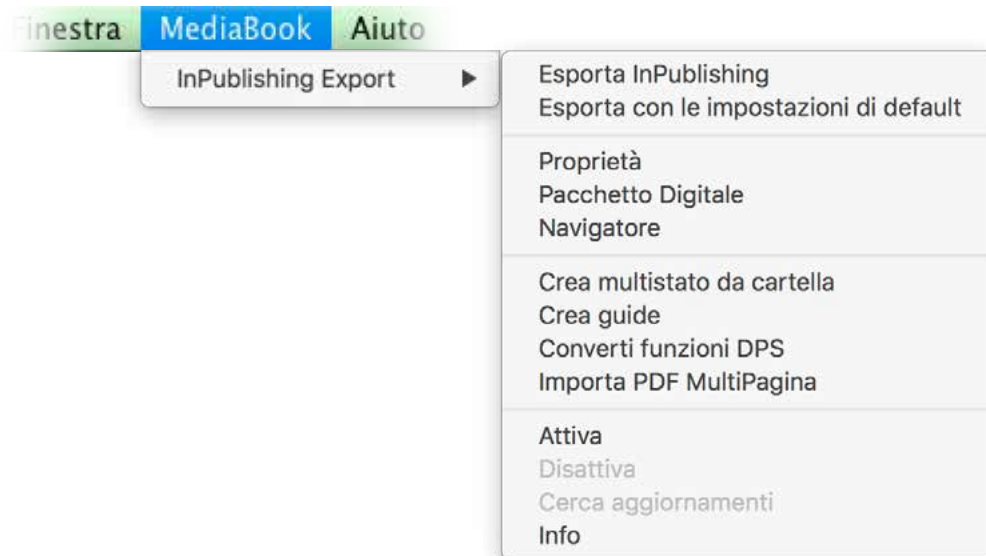 Finestra MediaBook Aiuto
InPublishing Export
Esporta InPublishing
Esporta con le impostazioni di default
Proprietà
Pacchetto Digitale
Navigatore
Crea multistato da cartella
Crea guide
Converti funzioni DPS
Importa PDF MultiPagina
Attiva
Disattiva
Cerca aggiornamenti
Info